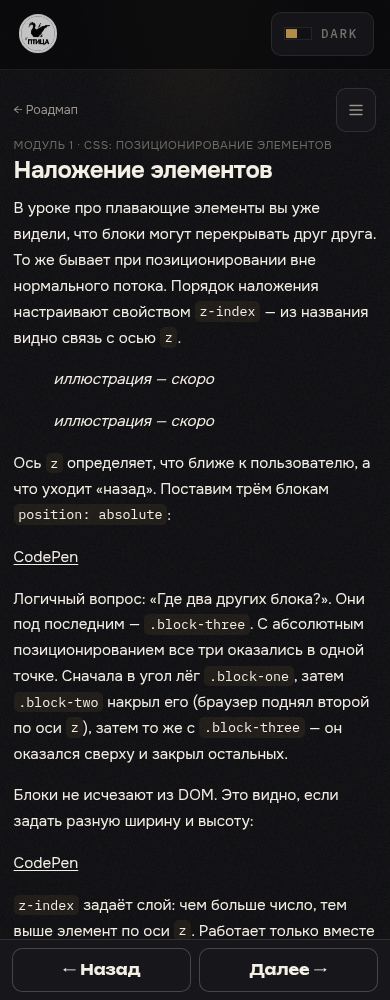 ПТИЦА
DARK
← Роадмап
МОДУЛЬ 1 · CSS: ПОЗИЦИОНИРОВАНИЕ ЭЛЕМЕНТОВ
Наложение элементов
В уроке про плавающие элементы вы уже
видели, что блоки могут перекрывать друг друга.
То же бывает при позиционировании вне
нормального потока. Порядок наложения
настраивают свойством z-index — из названия
видно связь с осью z.
иллюстрация — скоро
иллюстрация — скоро
Ось z определяет, что ближе к пользователю, а
что уходит «назад». Поставим трём блокам
position: absolute:
CodePen
Логичный вопрос: «Где два других блока?». Они
под последним — .block-three. С абсолютным
позиционированием все три оказались в одной
точке. Сначала в угол лёг .block-one, затем
.block-two накрыл его (браузер поднял второй
по оси z), затем то же с .block-three — он
оказался сверху и закрыл остальных.
Блоки не исчезают из DOM. Это видно, если
задать разную ширину и высоту:
CodePen
z-index задаёт слой: чем больше число, тем
выше элемент по оси z. Работает только вместе
← Назад
Далее →